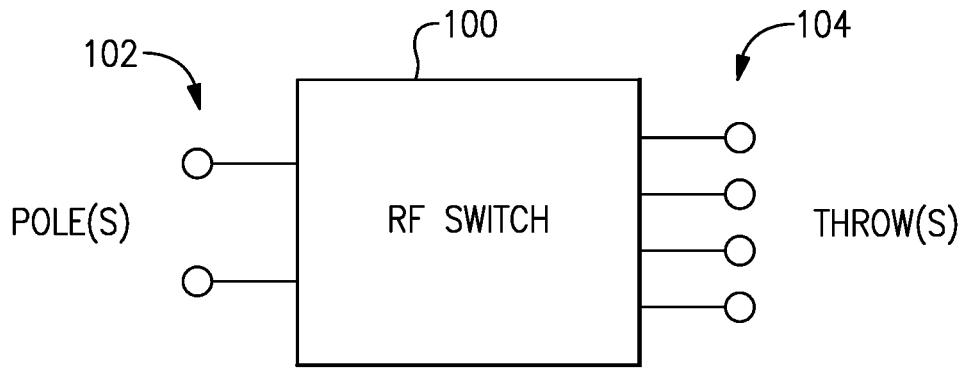 102
100
104
POLE(S)
RF SWITCH
THROW(S)